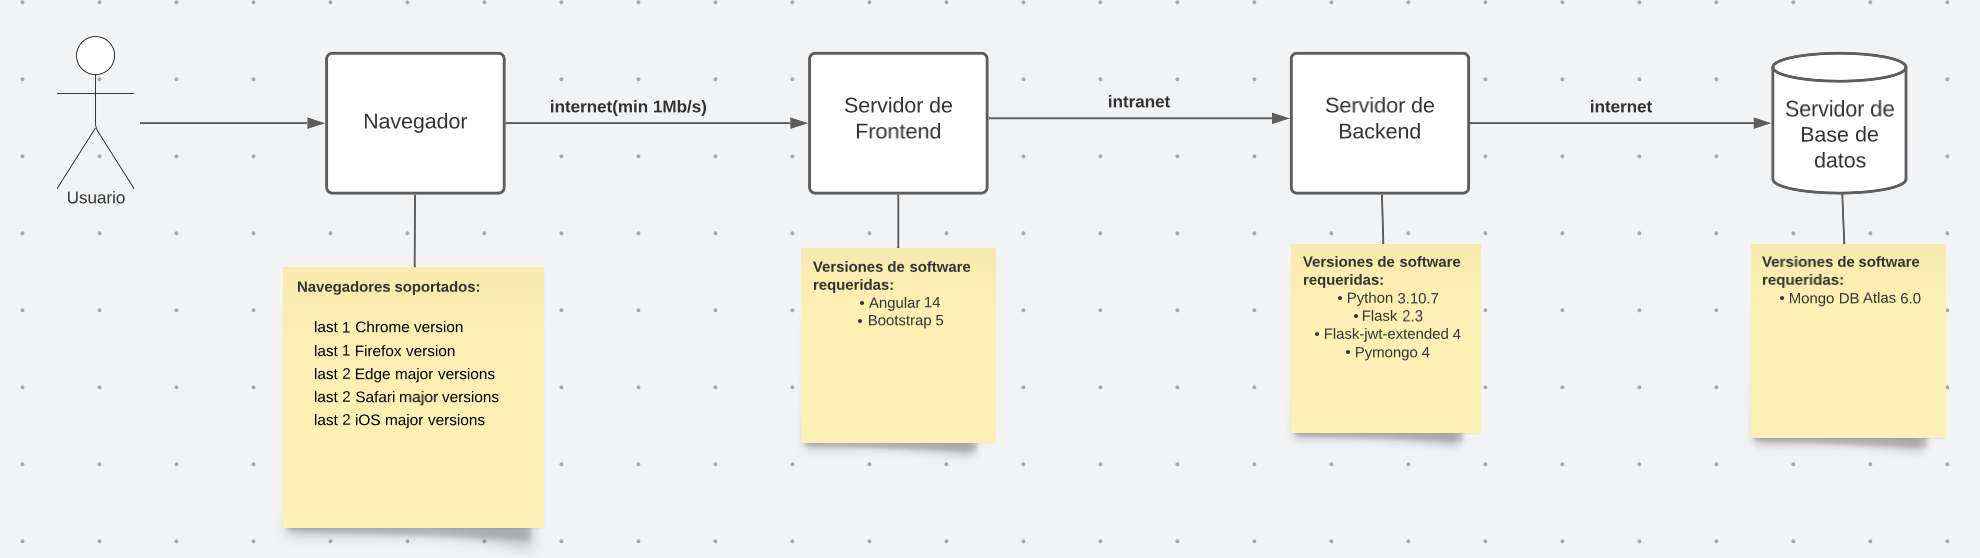 Usuario
Navegador
internet(min 1Mb/s)
Servidor de
Frontend
intranet
Servidor de
Backend
internet
Servidor de
Base de
datos
Navegadores soportados:
last 1 Chrome version
last 1 Firefox version
last 2 Edge major versions
last 2 Safari major versions
last 2 iOS major versions
Versiones de software
requeridas:
• Angular 14
• Bootstrap 5
Versiones de software
requeridas:
• Python 3.10.7
• Flask 2.3
• Flask-jwt-extended 4
• Pymongo 4
Versiones de software
requeridas:
• Mongo DB Atlas 6.0